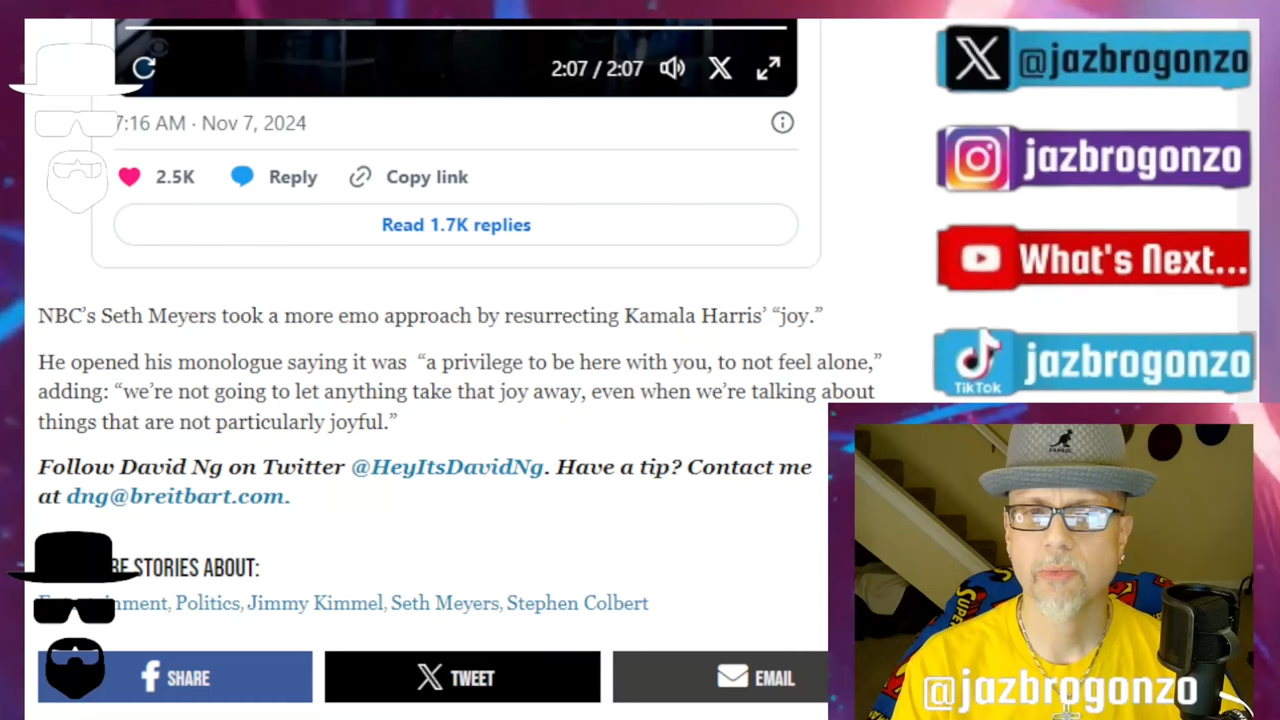 2:07 / 2:07
7:16 AM · Nov 7, 2024
2.5K Reply Copy link
Read 1.7K replies
NBC’s Seth Meyers took a more emo approach by resurrecting Kamala Harris’ “joy.”
He opened his monologue saying it was “a privilege to be here with you, to not feel alone,”
adding: “we’re not going to let anything take that joy away, even when we’re talking about
things that are not particularly joyful.”
Follow David Ng on Twitter @HeyItsDavidNg. Have a tip? Contact me
at dng@breitbart.com.
STORIES ABOUT:
Politics, Jimmy Kimmel, Seth Meyers, Stephen Colbert
SHARE
TWEET
EMAIL
@jazbrogonzo
jazbrogonzo
What's Next...
TikTok
jazbrogonzo
KANGOL
@jazbrogonzo